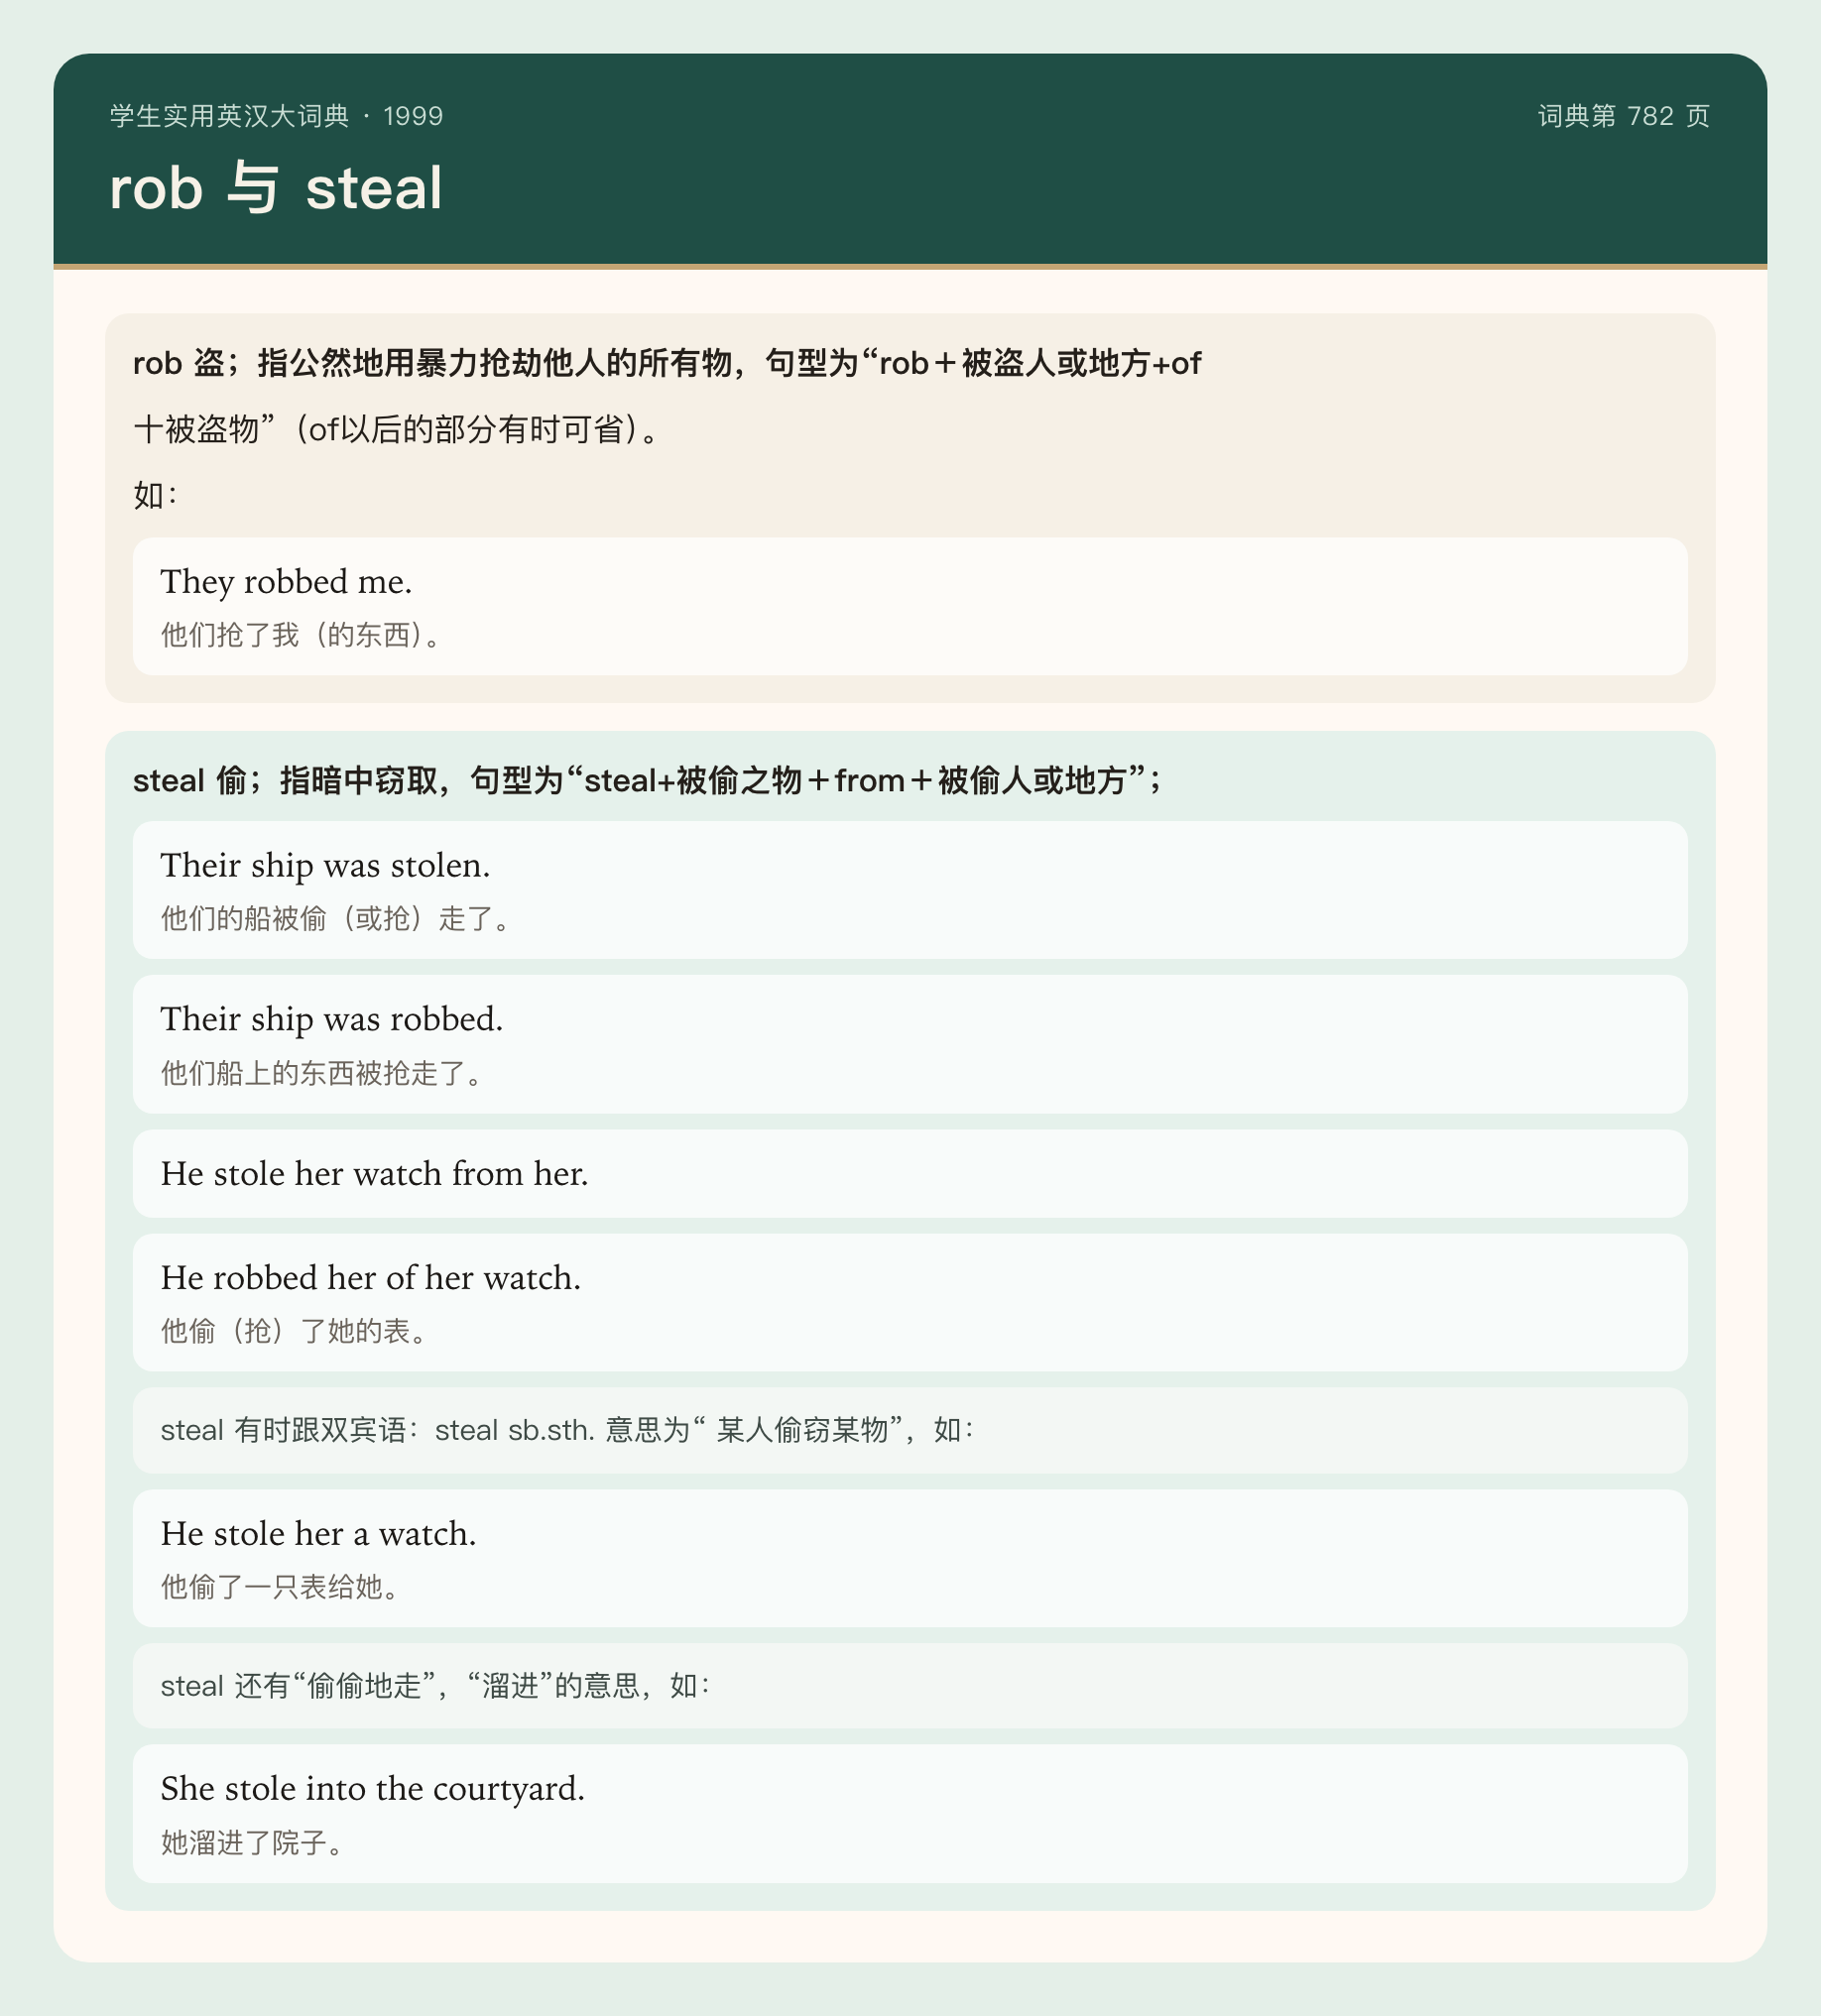 学生实用英汉大词典 · 1999
词典第 782 页
rob 与 steal
rob 盗；指公然地用暴力抢劫他人的所有物，句型为“rob＋被盗人或地方+of
十被盗物”（of以后的部分有时可省）。
如：
They robbed me.
他们抢了我（的东西）。
steal 偷；指暗中窃取，句型为“steal+被偷之物＋from＋被偷人或地方”；
Their ship was stolen.
他们的船被偷（或抢）走了。
Their ship was robbed.
他们船上的东西被抢走了。
He stole her watch from her.
He robbed her of her watch.
他偷（抢）了她的表。
steal 有时跟双宾语：steal sb.sth. 意思为“ 某人偷窃某物”，如：
He stole her a watch.
他偷了一只表给她。
steal 还有“偷偷地走”，“溜进”的意思，如：
She stole into the courtyard.
她溜进了院子。